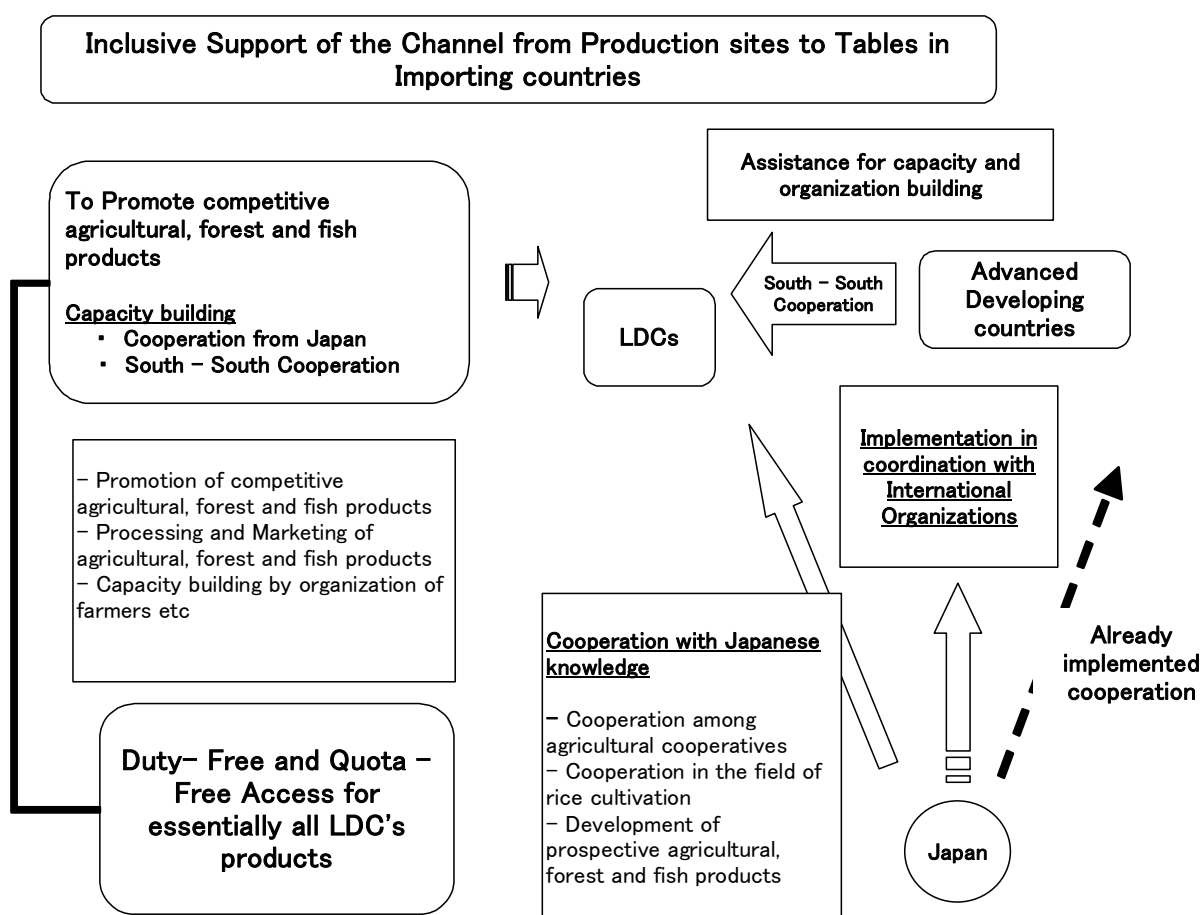 Inclusive Support of the Channel from Production sites to Tables in
Importing countries
To Promote competitive
agricultural, forest and fish
products
Capacity building
・ Cooperation from Japan
・ South - South Cooperation
- Promotion of competitive
agricultural, forest and fish products
- Processing and Marketing of
agricultural, forest and fish products
- Capacity building by organization of
farmers etc
Duty- Free and Quota -
Free Access for
essentially all LDC's
products
Assistance for capacity and
organization building
LDCs
South - South
Cooperation
Advanced
Developing
countries
Implementation in
coordination with
International
Organizations
Cooperation with Japanese
knowledge
- Cooperation among
agricultural cooperatives
- Cooperation in the field of
rice cultivation
- Development of
prospective agricultural,
forest and fish products
Already
implemented
cooperation
Japan